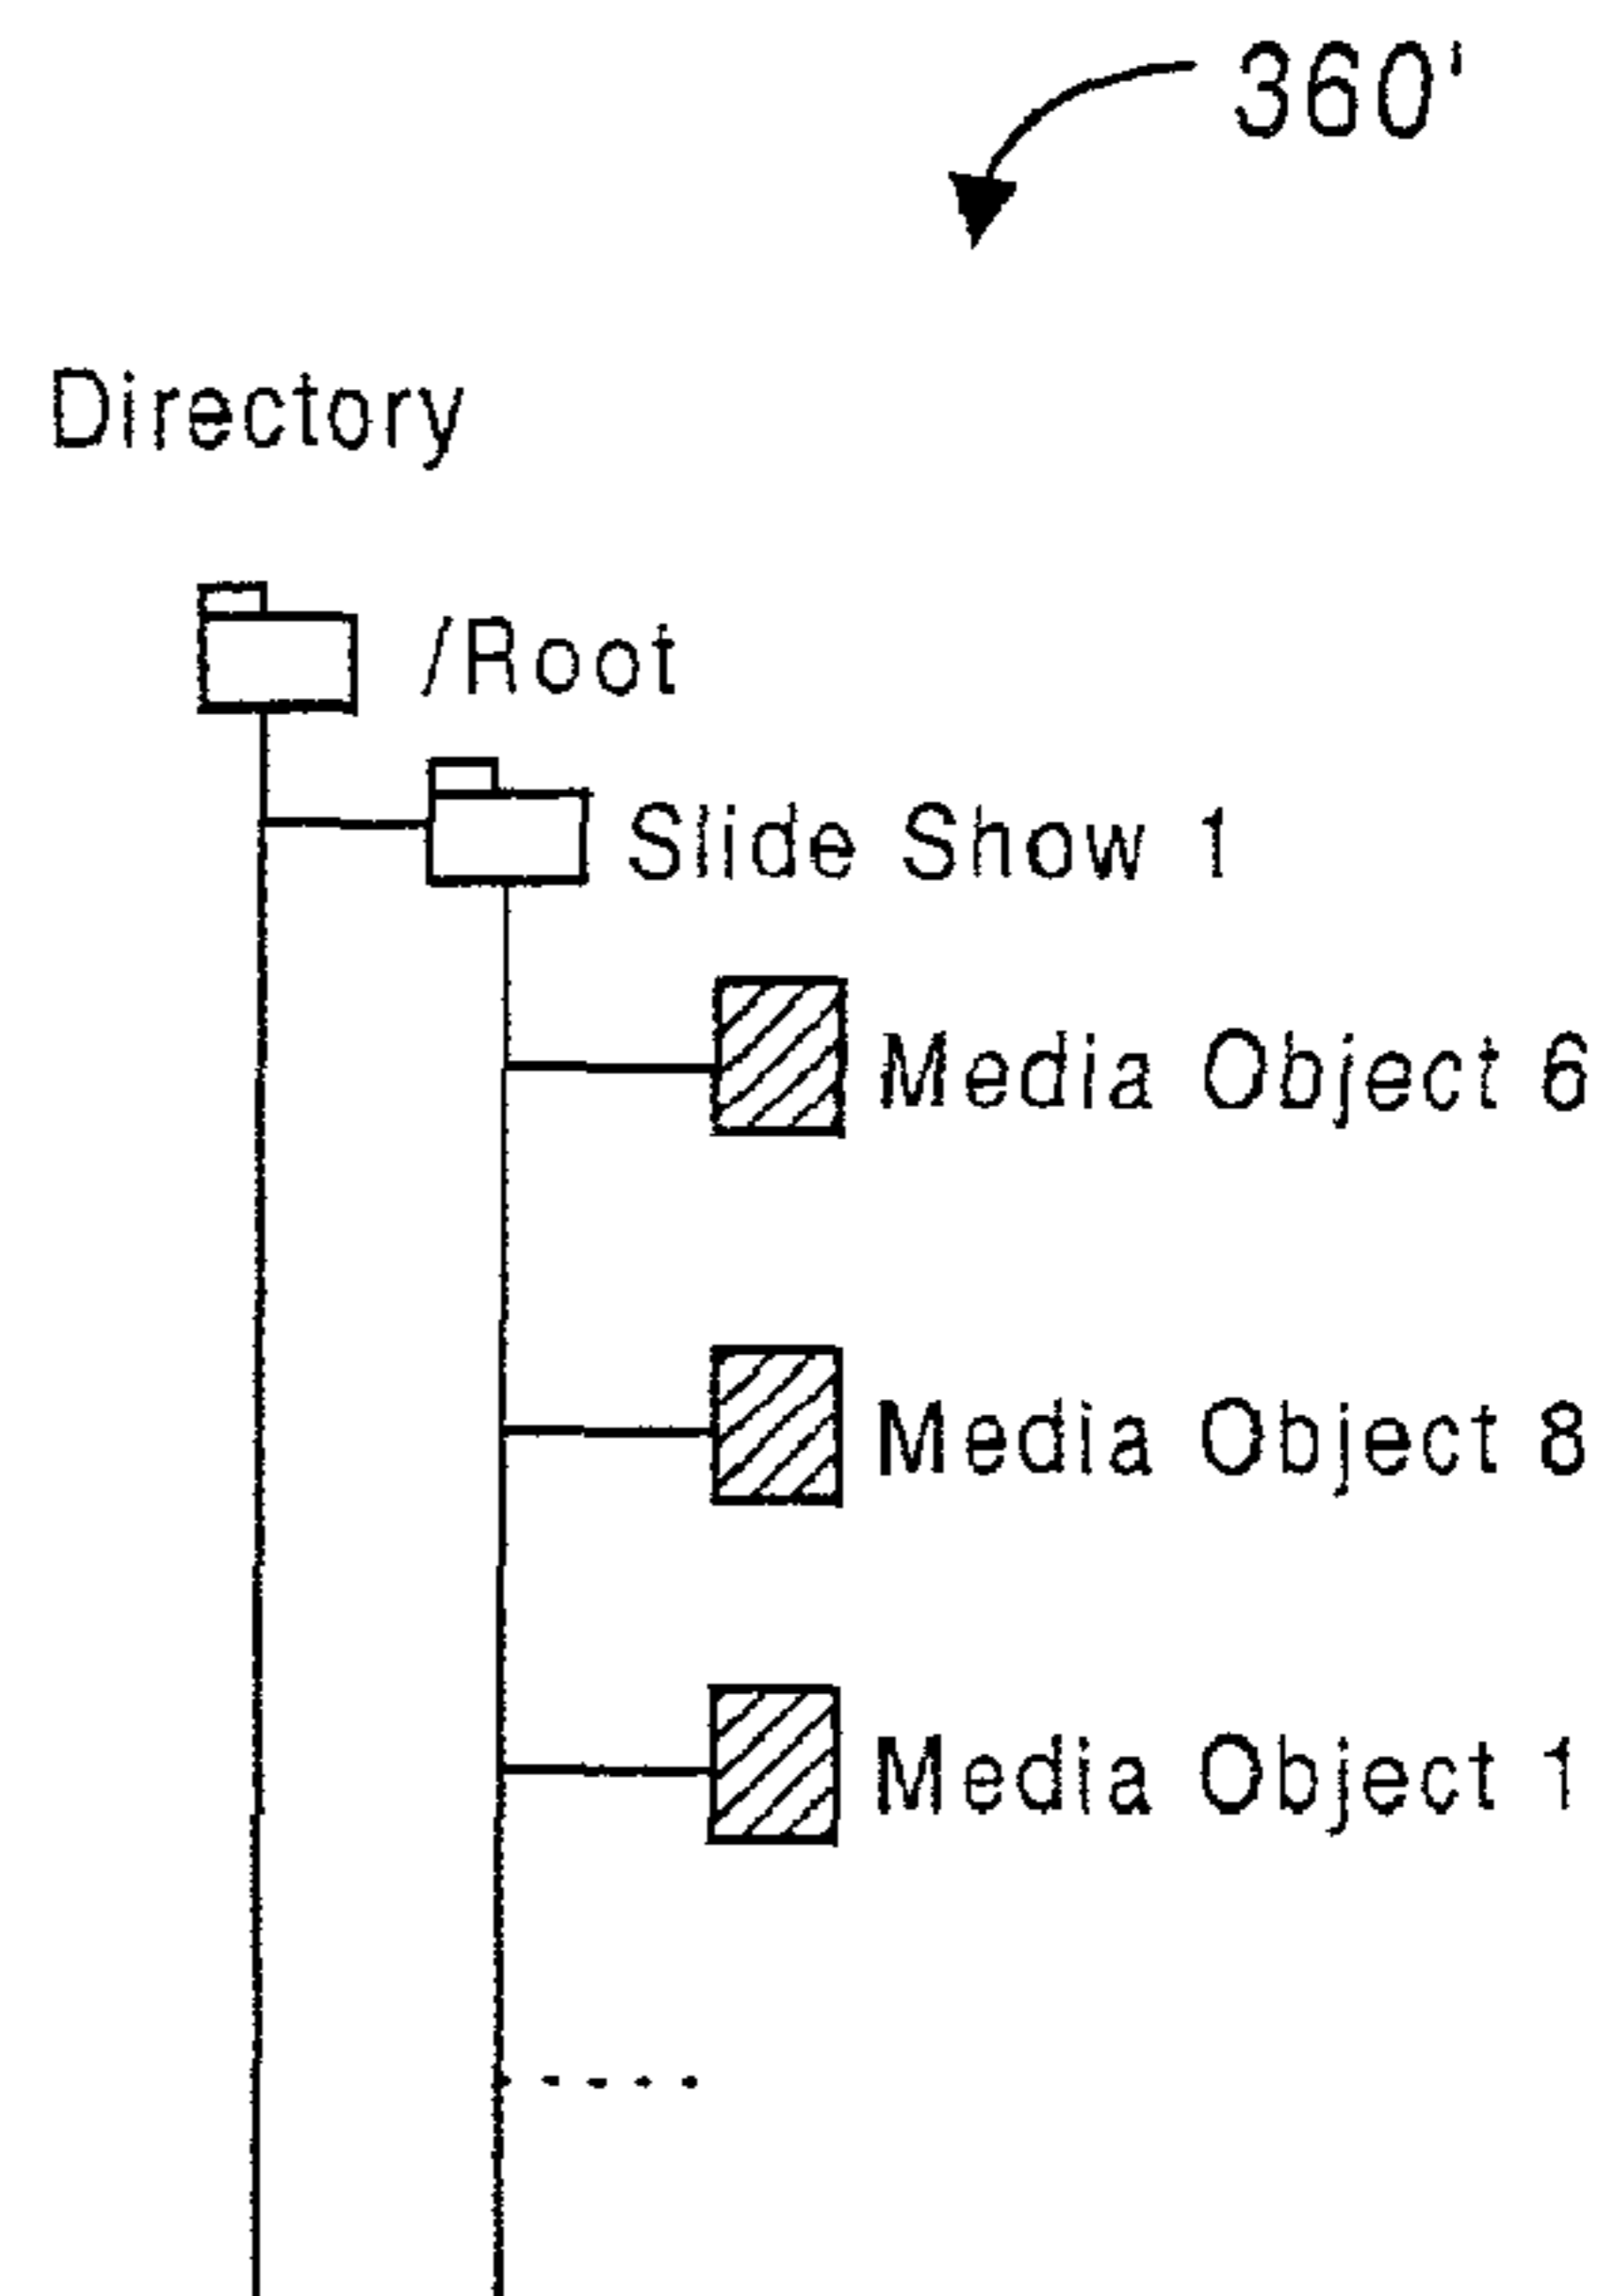 360'
Directory
/Root
Slide Show 1
Media Object 6
Media Object 8
Media Object 1